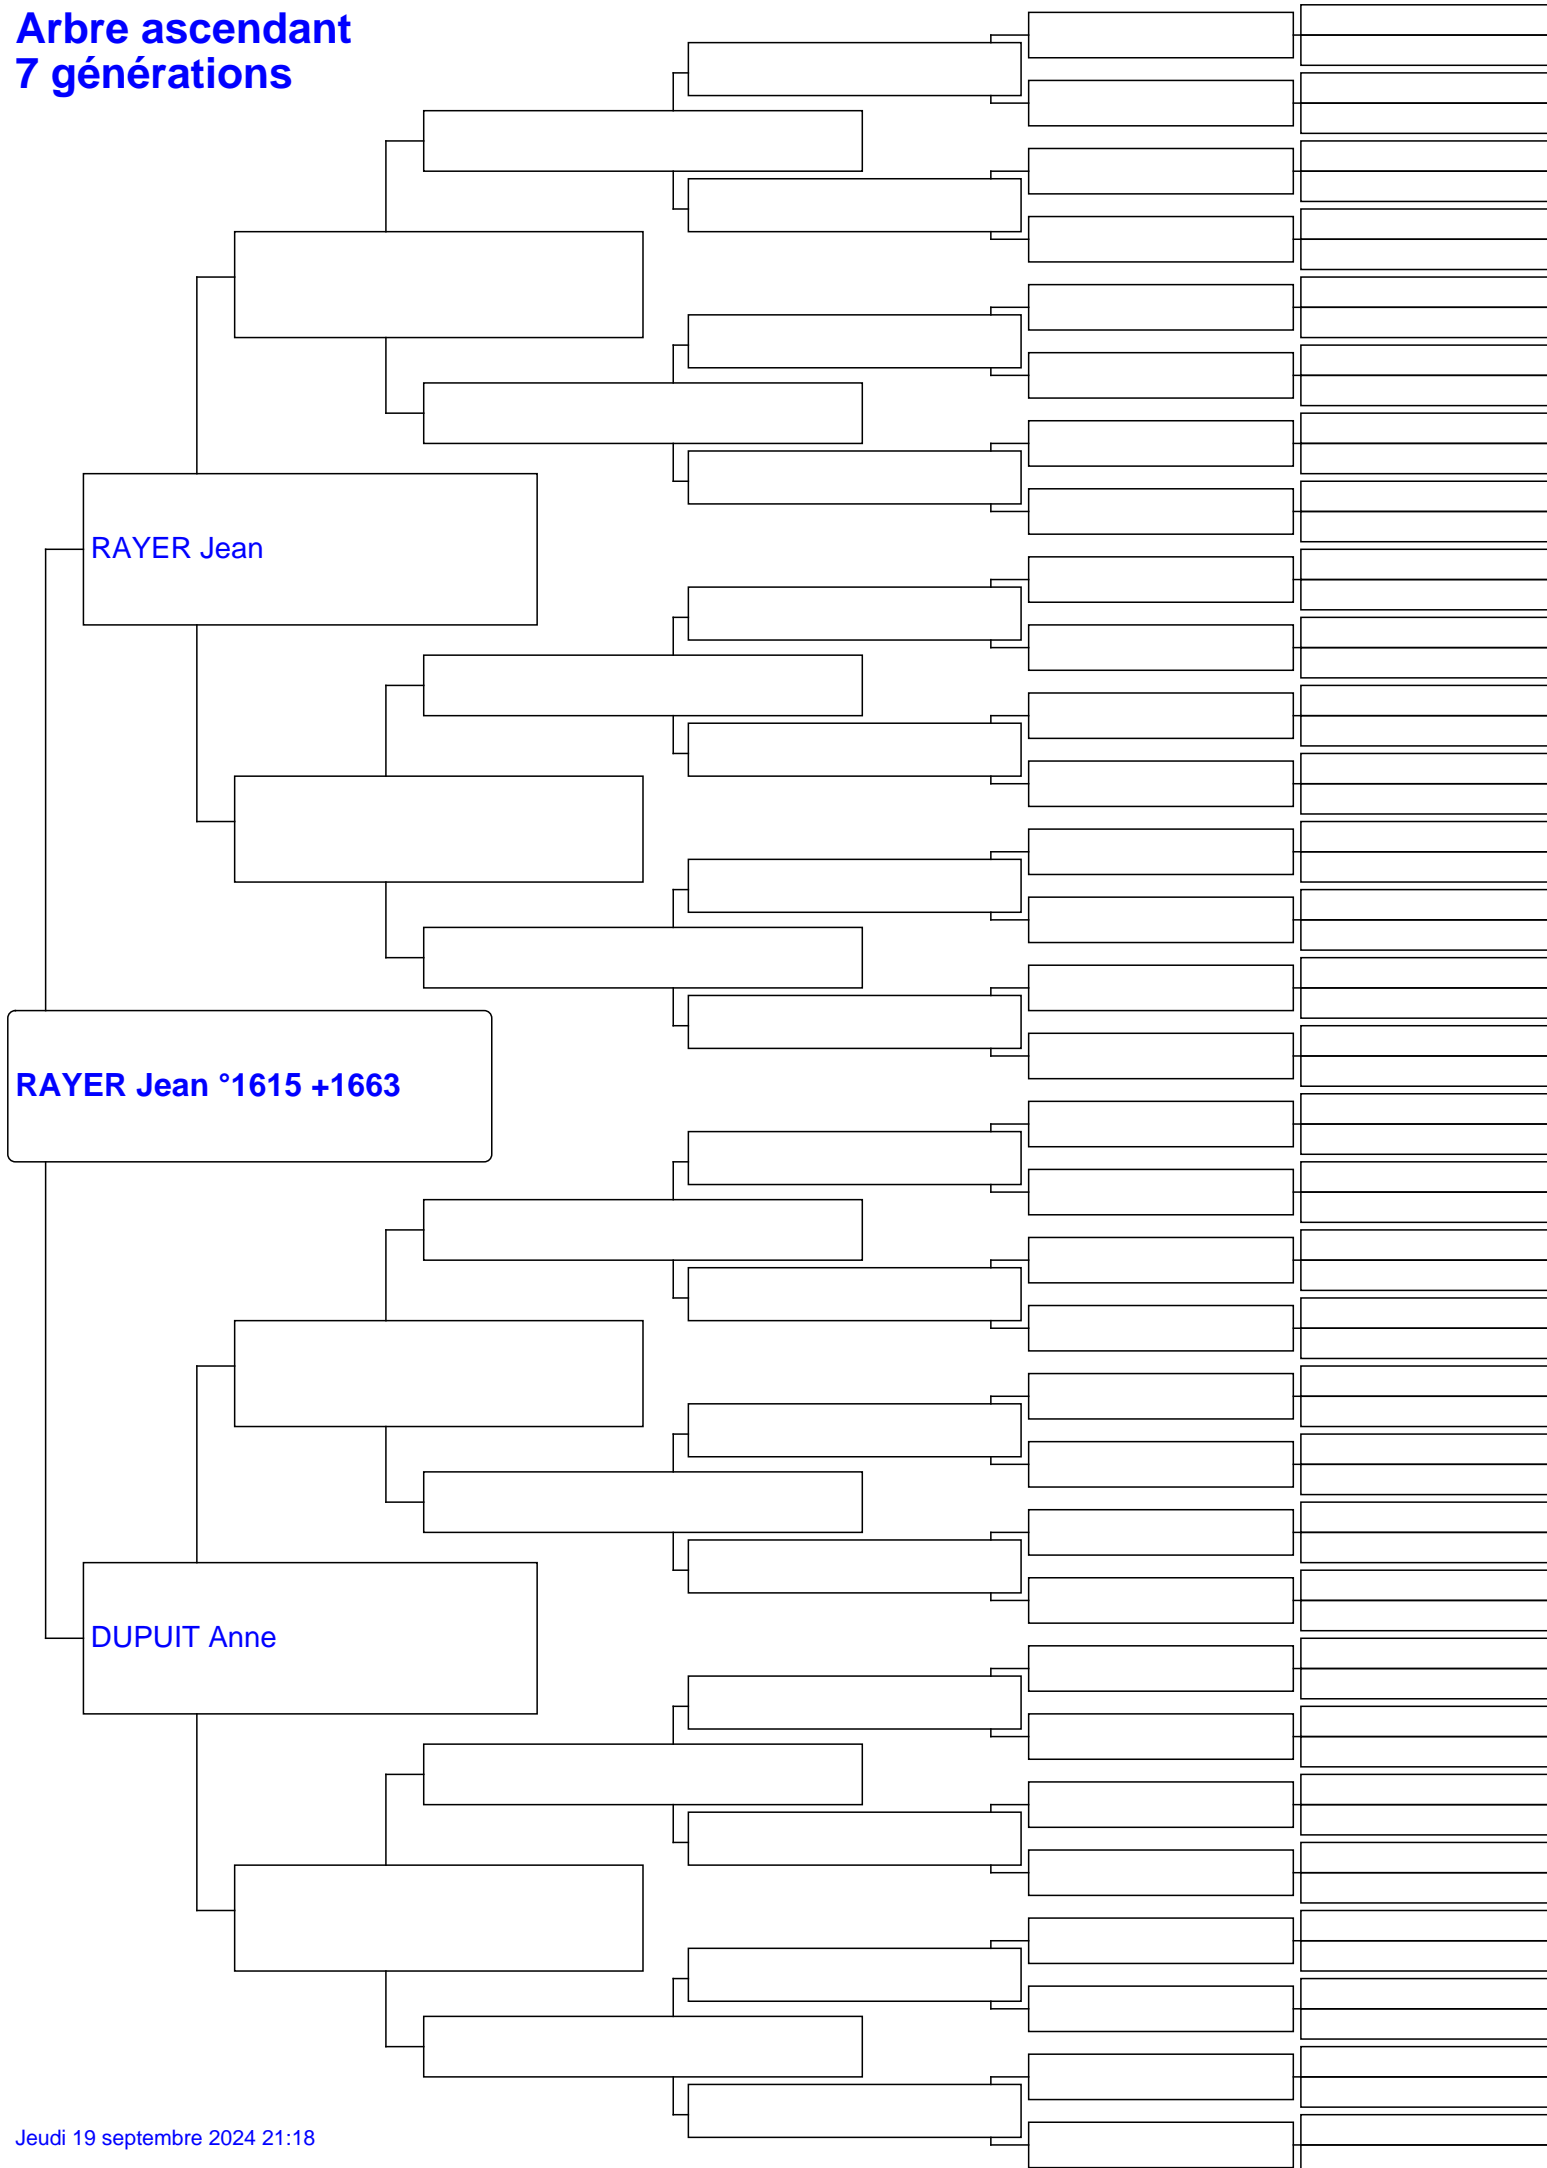 Arbre ascendant
7 générations
RAYER Jean
RAYER Jean °1615 +1663
DUPUIT Anne
Jeudi 19 septembre 2024 21:18